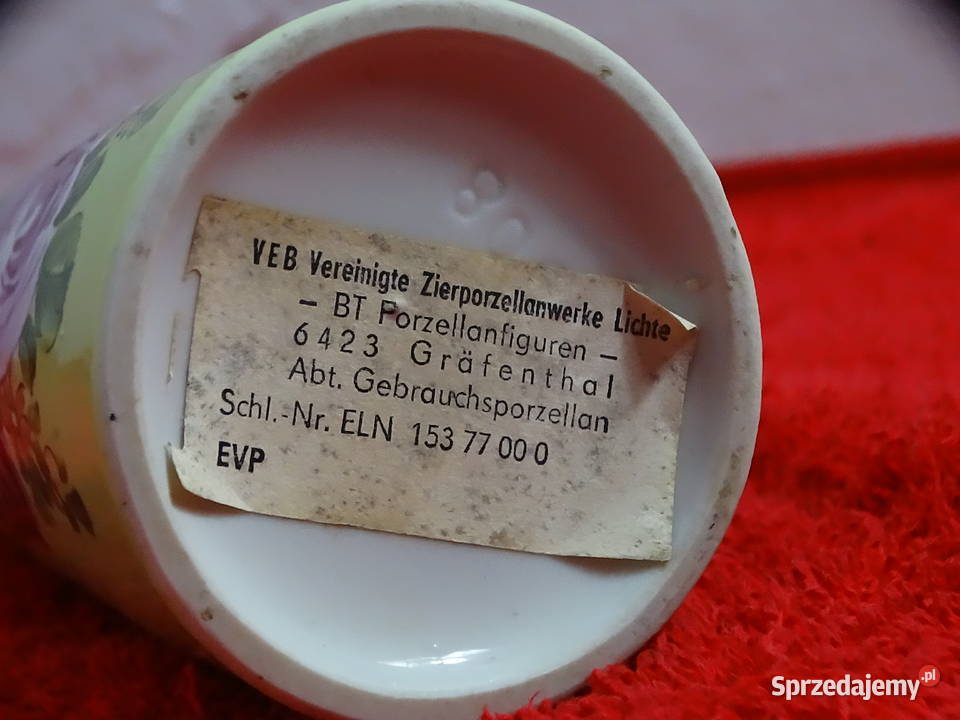 VEB Vereinigte Zierporzellanwerke Lichte
– BT Porzellanfiguren –
6423 Gräfenthal
Abt. Gebrauchsporzellan
Schl.-Nr. ELN 153 77 00 0
EVP
Sprzedajemy.pl